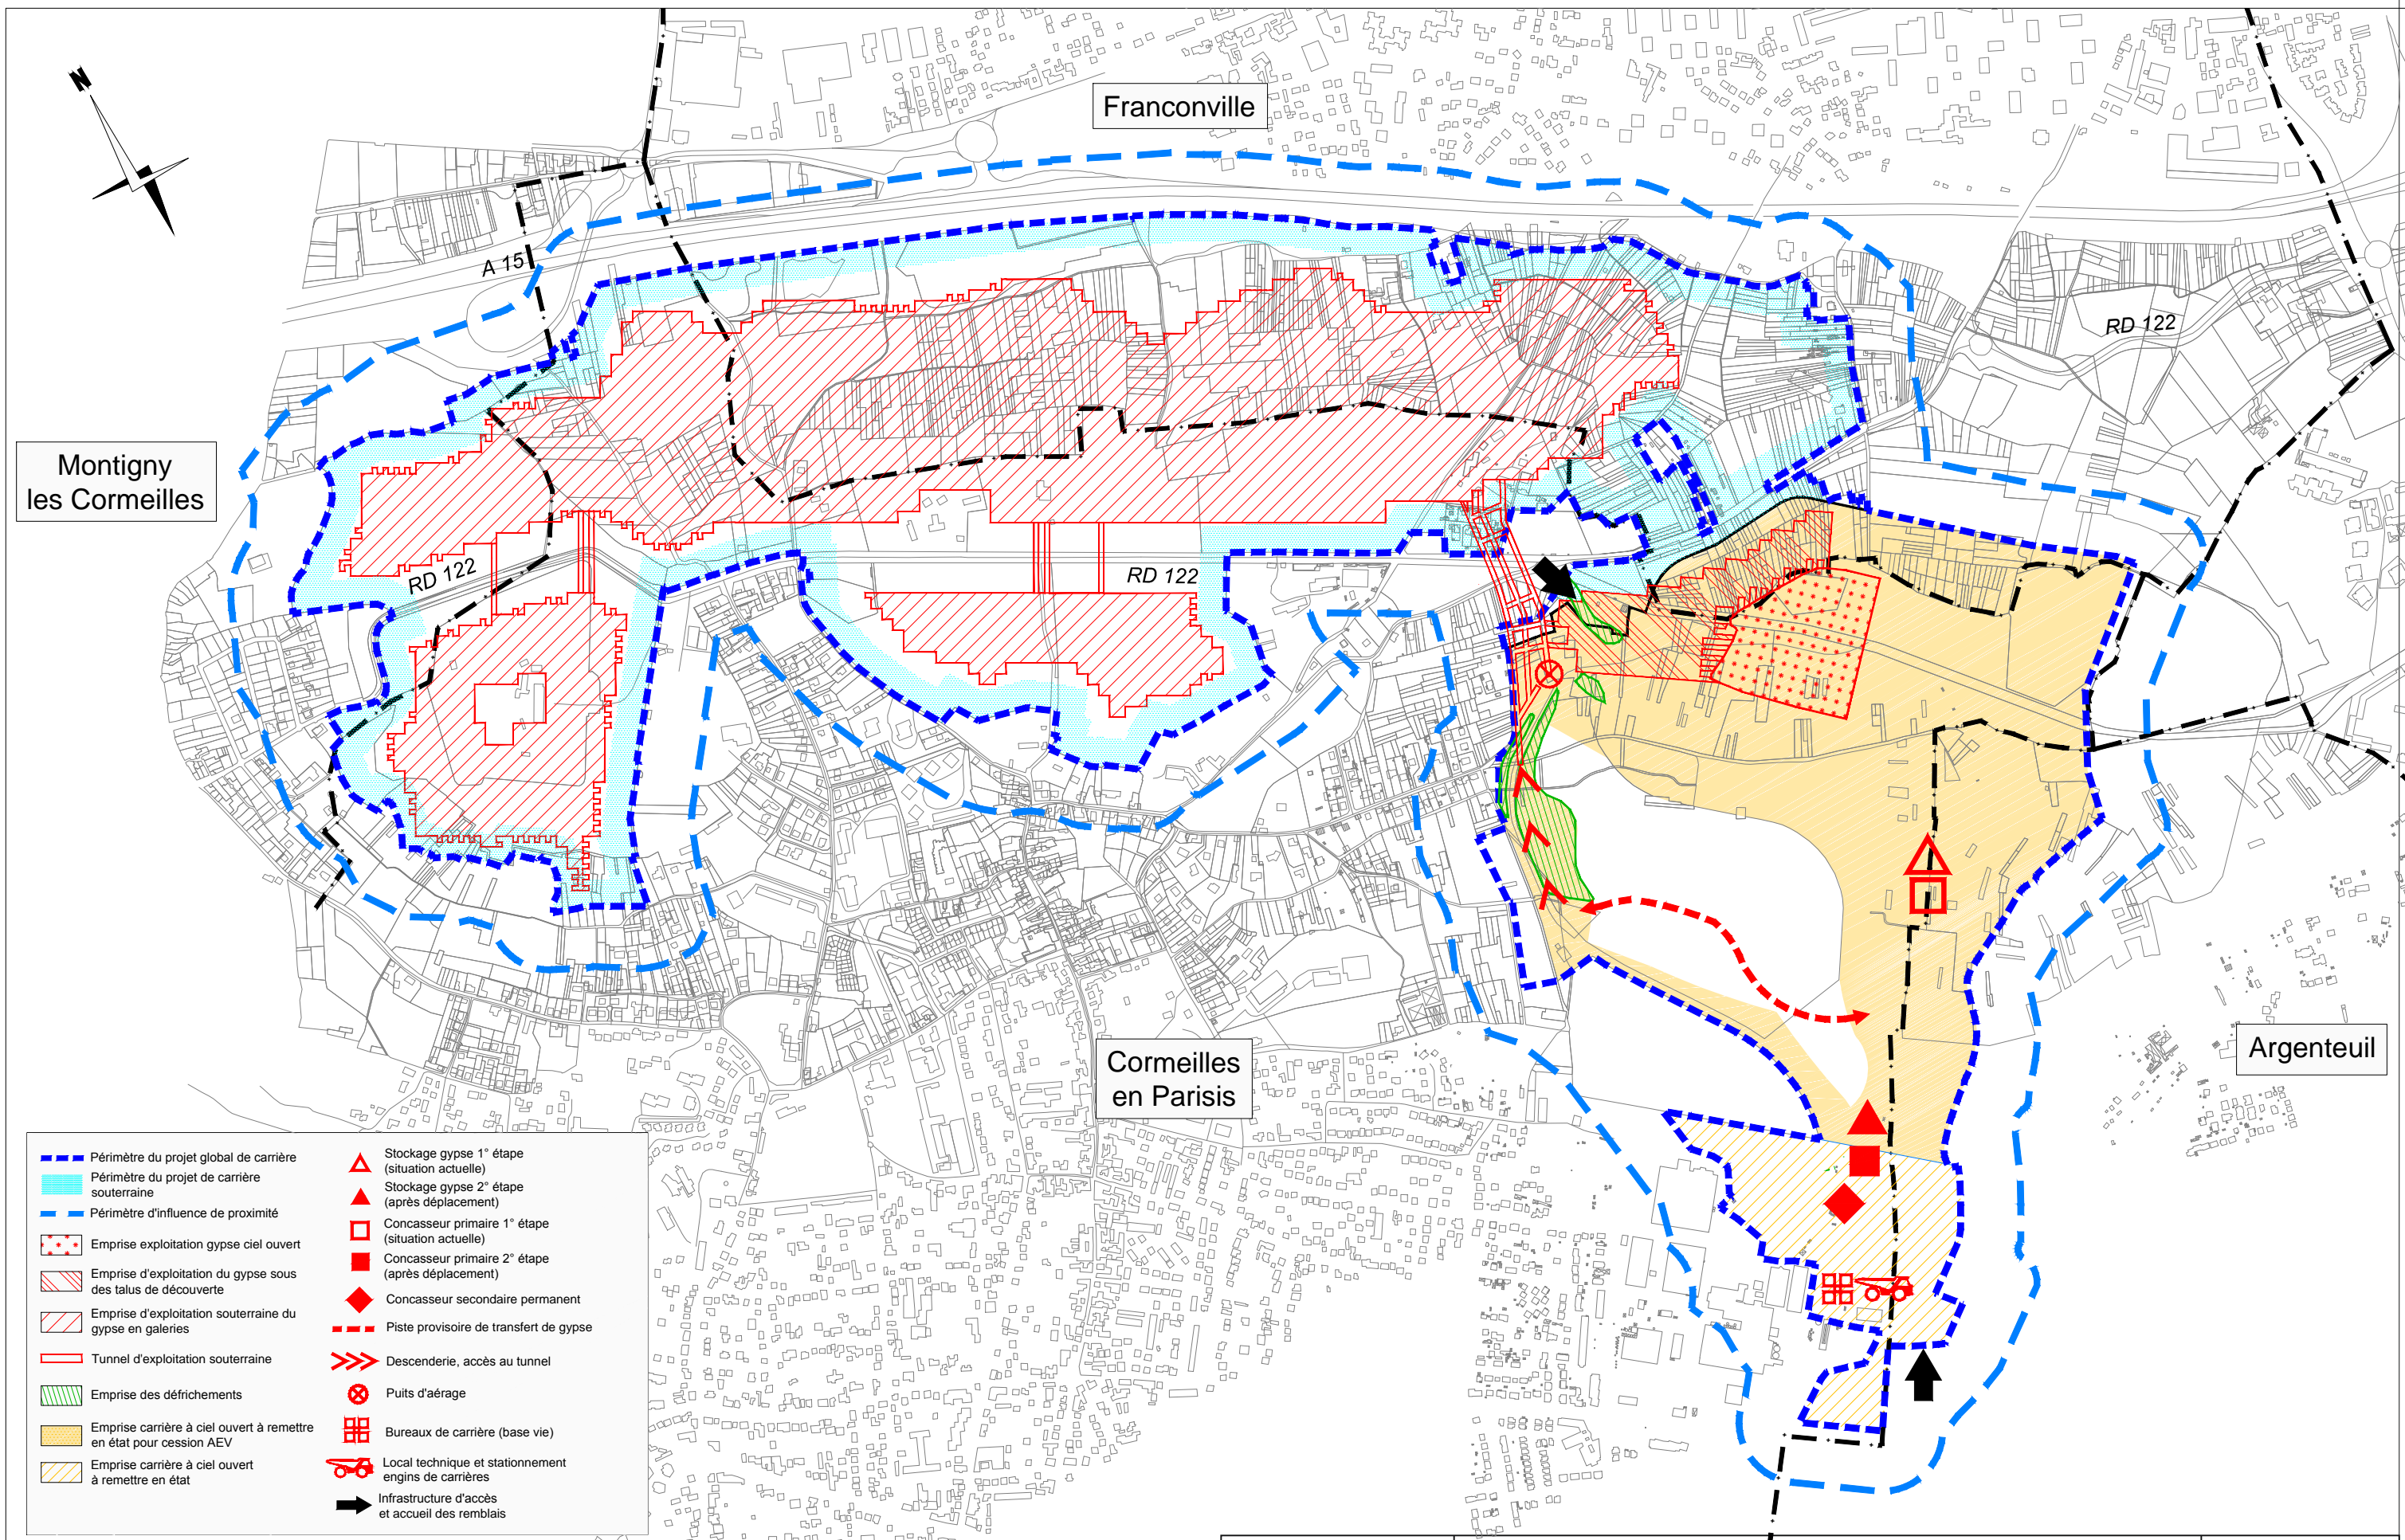 N
Franconville
A 15
RD 122
Montigny
les Cormeilles
RD 122
RD 122
Cormeilles
en Parisis
Argenteuil
Périmètre du projet global de carrière
Périmètre du projet de carrière
souterraine
Périmètre d'influence de proximité
Emprise exploitation gypse ciel ouvert
Emprise d'exploitation du gypse sous
des talus de découverte
Emprise d'exploitation souterraine du
gypse en galeries
Tunnel d'exploitation souterraine
Emprise des défrichements
Emprise carrière à ciel ouvert à remettre
en état pour cession AEV
Emprise carrière à ciel ouvert
à remettre en état
Stockage gypse 1° étape
(situation actuelle)
Stockage gypse 2° étape
(après déplacement)
Concasseur primaire 1° étape
(situation actuelle)
Concasseur primaire 2° étape
(après déplacement)
Concasseur secondaire permanent
Piste provisoire de transfert de gypse
Descenderie, accès au tunnel
Puits d'aérage
Bureaux de carrière (base vie)
Local technique et stationnement
engins de carrières
Infrastructure d'accès
et accueil des remblais